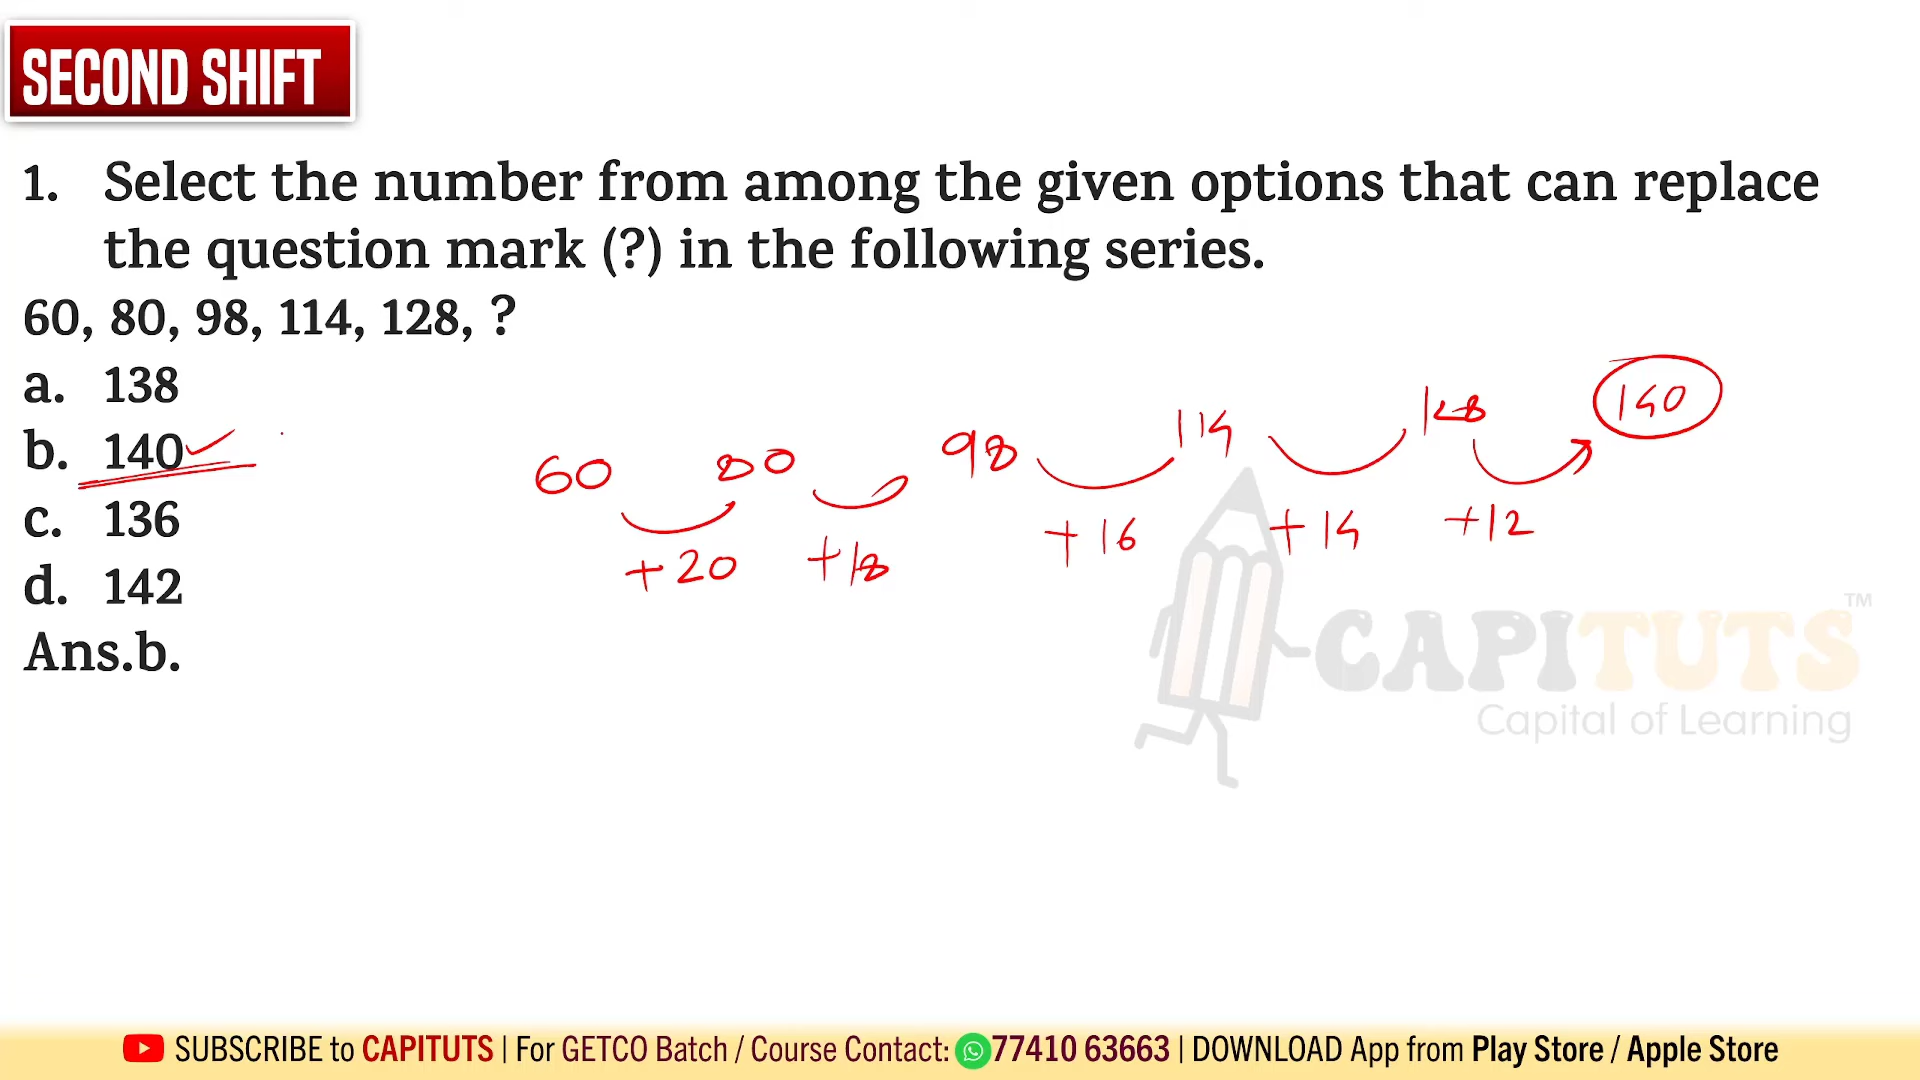 SECOND SHIFT
1. Select the number from among the given options that can replace
the question mark (?) in the following series.
60, 80, 98, 114, 128, ?
a. 138
b. 140
c. 136
d. 142
Ans.b.
60 80 98 114 128 140
+20 +18 +16 +14 +12
CAPITUTS™
Capital of Learning
SUBSCRIBE to CAPITUTS | For GETCO Batch / Course Contact: 77410 63663 | DOWNLOAD App from Play Store / Apple Store